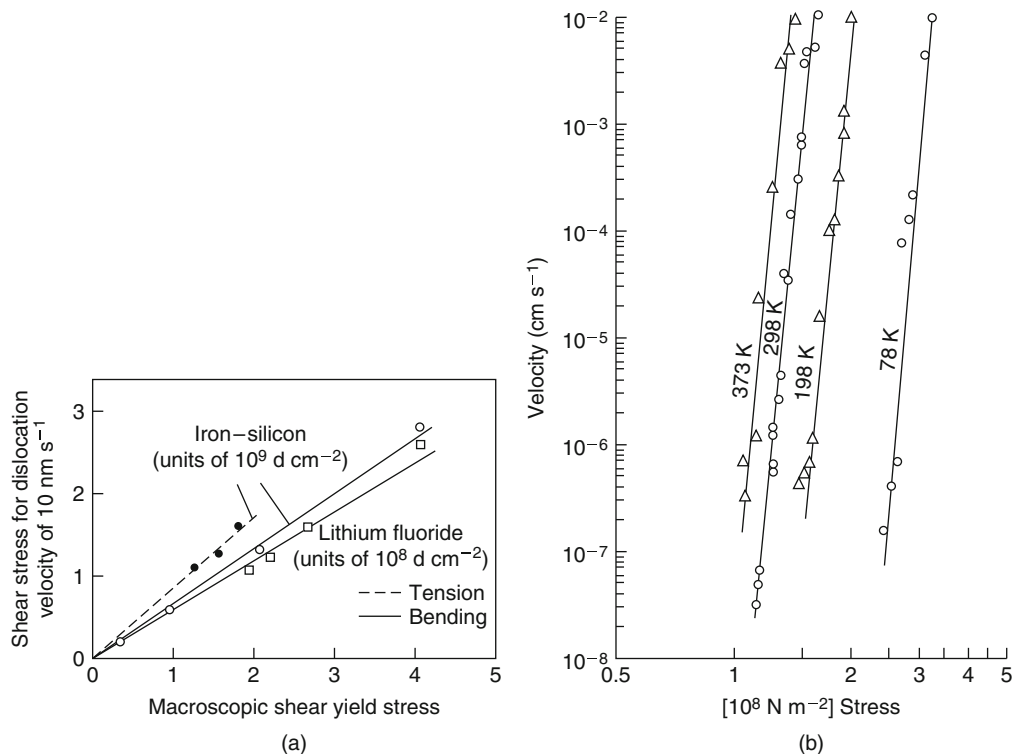 Shear stress for dislocation
velocity of 10 nm s⁻¹
3
2
1
0
0
1
2
3
4
5
Iron–silicon
(units of 10⁹ d cm⁻²)
Lithium fluoride
(units of 10⁸ d cm⁻²)
Tension
Bending
Macroscopic shear yield stress
(a)
Velocity (cm s⁻¹)
10⁻²
10⁻³
10⁻⁴
10⁻⁵
10⁻⁶
10⁻⁷
10⁻⁸
373 K
298 K
198 K
78 K
0.5
1
2
3
4
5
[10⁸ N m⁻²] Stress
(b)